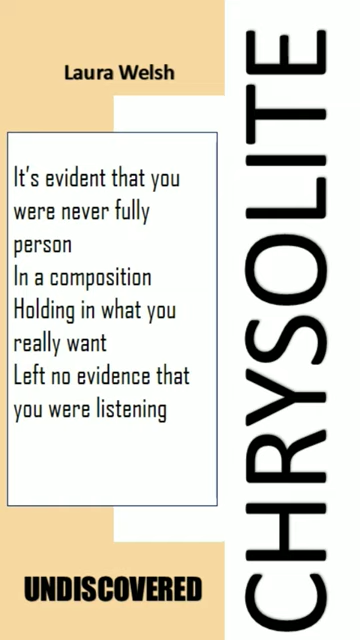 Laura Welsh
It's evident that you
were never fully
person
In a composition
Holding in what you
really want
Left no evidence that
you were listening
UNDISCOVERED
CHRYSOLITE